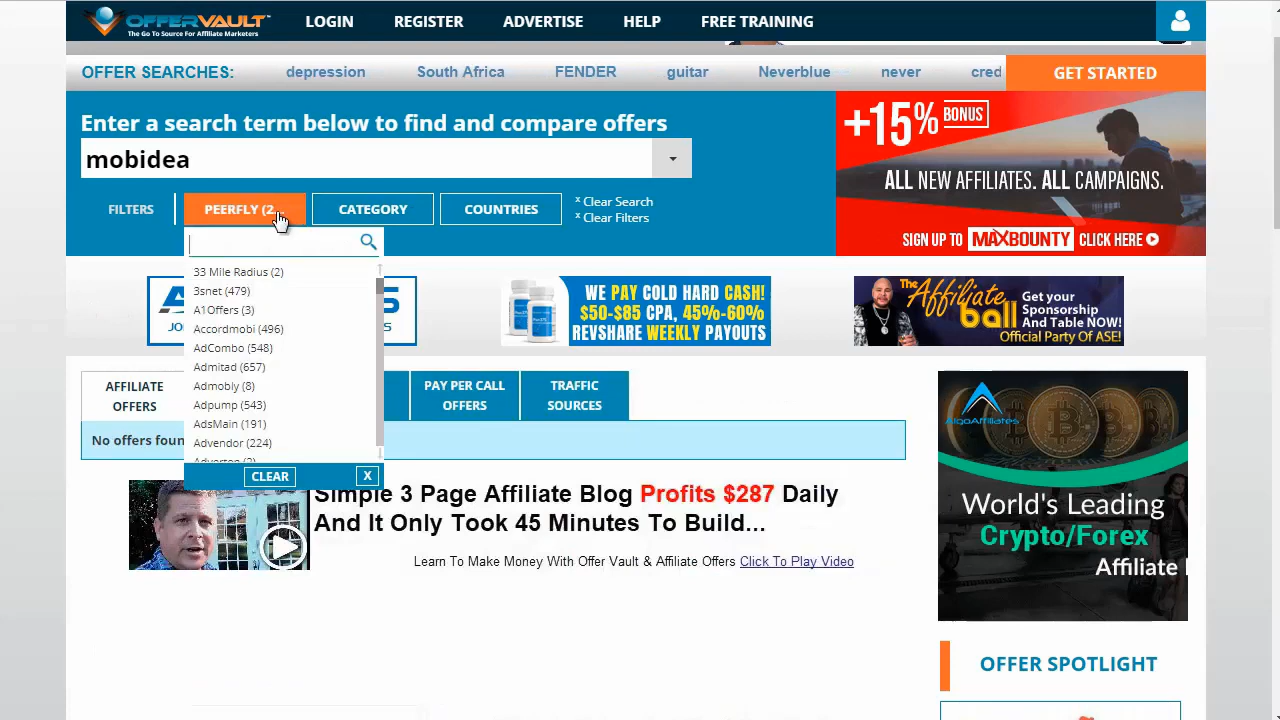 OFFERVAULT
The Go To Source For Affiliate Marketers
LOGIN
REGISTER
ADVERTISE
HELP
FREE TRAINING
OFFER SEARCHES:
depression
South Africa
FENDER
guitar
Neverblue
never
cred
GET STARTED
Enter a search term below to find and compare offers
mobidea
FILTERS
PEERFLY (2...
CATEGORY
COUNTRIES
x Clear Search
x Clear Filters
33 Mile Radius (2)
3snet (479)
A1Offers (3)
Accordmobi (496)
AdCombo (548)
Admitad (657)
Admobly (8)
Adpump (543)
AdsMain (191)
Advendor (224)
CLEAR
X
+15% BONUS
ALL NEW AFFILIATES. ALL CAMPAIGNS.
SIGN UP TO MAXBOUNTY CLICK HERE
WE PAY COLD HARD CASH!
$50-$85 CPA, 45%-60%
REVSHARE WEEKLY PAYOUTS
The Affiliate ball
Get your
Sponsorship
And Table NOW!
Official Party Of ASE!
AFFILIATE
OFFERS
PAY PER CALL
OFFERS
TRAFFIC
SOURCES
No offers foun
Simple 3 Page Affiliate Blog Profits $287 Daily
And It Only Took 45 Minutes To Build...
Learn To Make Money With Offer Vault & Affiliate Offers Click To Play Video
AlgoAffiliates
World's Leading
Crypto/Forex
Affiliate
OFFER SPOTLIGHT